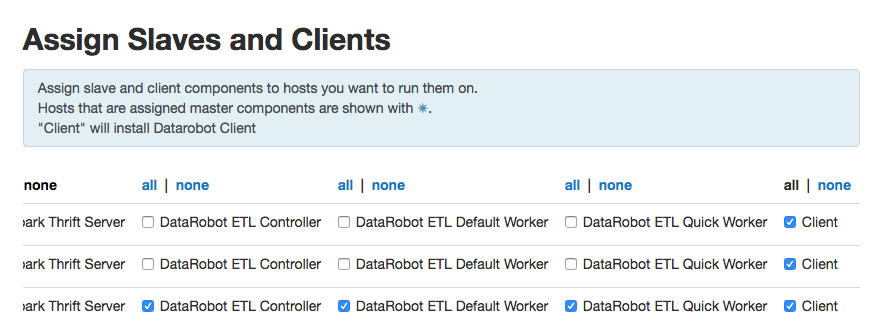 Assign Slaves and Clients
Assign slave and client components to hosts you want to run them on.
Hosts that are assigned master components are shown with ✷.
"Client" will install Datarobot Client
none all | none all | none all | none all | none
ark Thrift Server DataRobot ETL Controller DataRobot ETL Default Worker DataRobot ETL Quick Worker Client
ark Thrift Server DataRobot ETL Controller DataRobot ETL Default Worker DataRobot ETL Quick Worker Client
ark Thrift Server DataRobot ETL Controller DataRobot ETL Default Worker DataRobot ETL Quick Worker Client